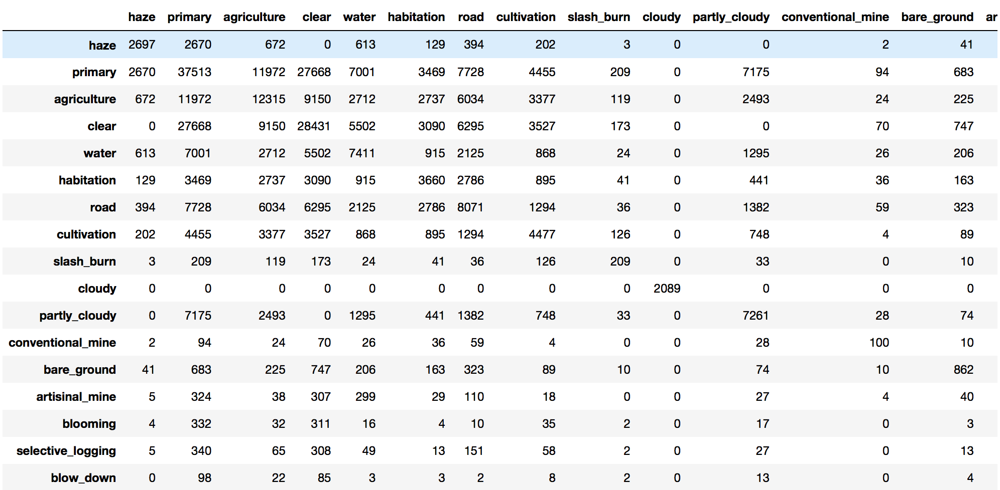 haze primary agriculture clear water habitation road cultivation slash_burn cloudy partly_cloudy conventional_mine bare_ground ar
haze 2697 2670 672 0 613 129 394 202 3 0 0 2 41
primary 2670 37513 11972 27668 7001 3469 7728 4455 209 0 7175 94 683
agriculture 672 11972 12315 9150 2712 2737 6034 3377 119 0 2493 24 225
clear 0 27668 9150 28431 5502 3090 6295 3527 173 0 0 70 747
water 613 7001 2712 5502 7411 915 2125 868 24 0 1295 26 206
habitation 129 3469 2737 3090 915 3660 2786 895 41 0 441 36 163
road 394 7728 6034 6295 2125 2786 8071 1294 36 0 1382 59 323
cultivation 202 4455 3377 3527 868 895 1294 4477 126 0 748 4 89
slash_burn 3 209 119 173 24 41 36 126 209 0 33 0 10
cloudy 0 0 0 0 0 0 0 0 0 2089 0 0 0
partly_cloudy 0 7175 2493 0 1295 441 1382 748 33 0 7261 28 74
conventional_mine 2 94 24 70 26 36 59 4 0 0 28 100 10
bare_ground 41 683 225 747 206 163 323 89 10 0 74 10 862
artisinal_mine 5 324 38 307 299 29 110 18 0 0 27 4 40
blooming 4 332 32 311 16 4 10 35 2 0 17 0 3
selective_logging 5 340 65 308 49 13 151 58 2 0 27 0 13
blow_down 0 98 22 85 3 3 2 8 2 0 13 0 4